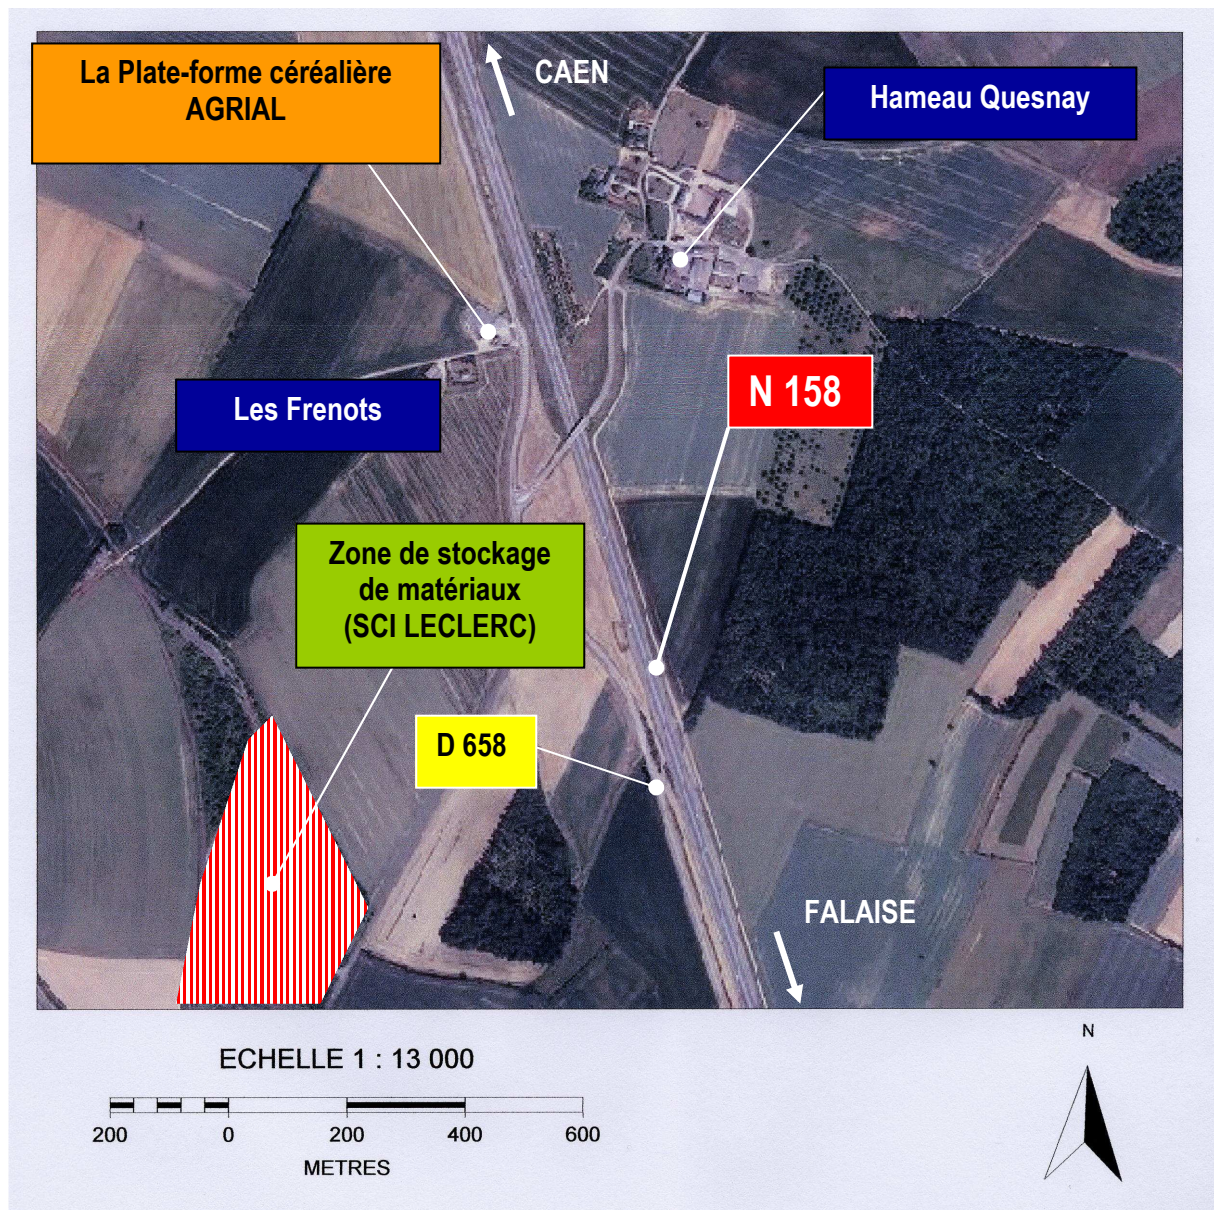 La Plate-forme céréalière
AGRIAL
CAEN
Hameau Quesnay
N 158
Les Frenots
Zone de stockage
de matériaux
(SCI LECLERC)
D 658
FALAISE
ECHELLE 1 : 13 000
200 0 200 400 600
METRES
N